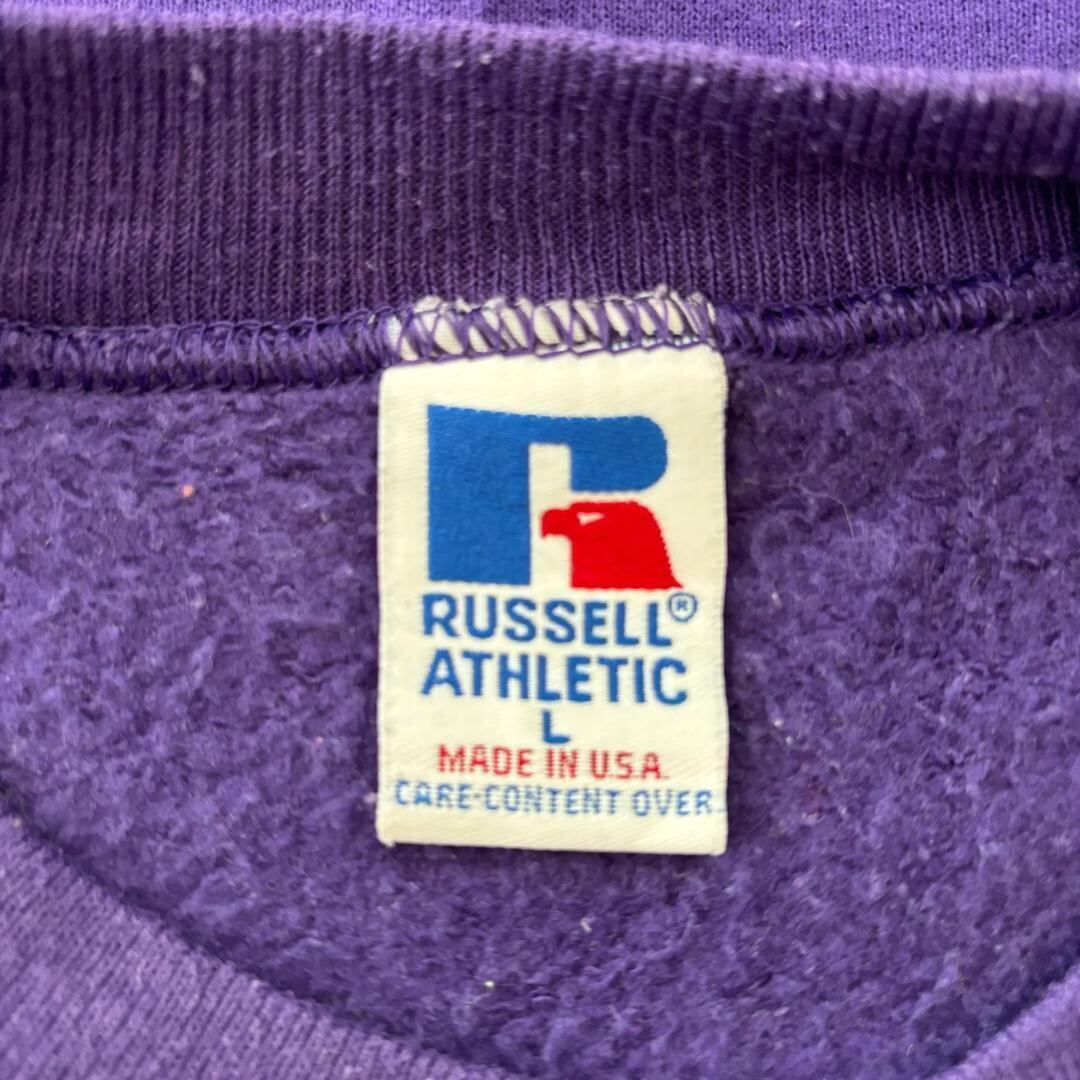 RUSSELL®
ATHLETIC
L
MADE IN U.S.A.
CARE-CONTENT OVER